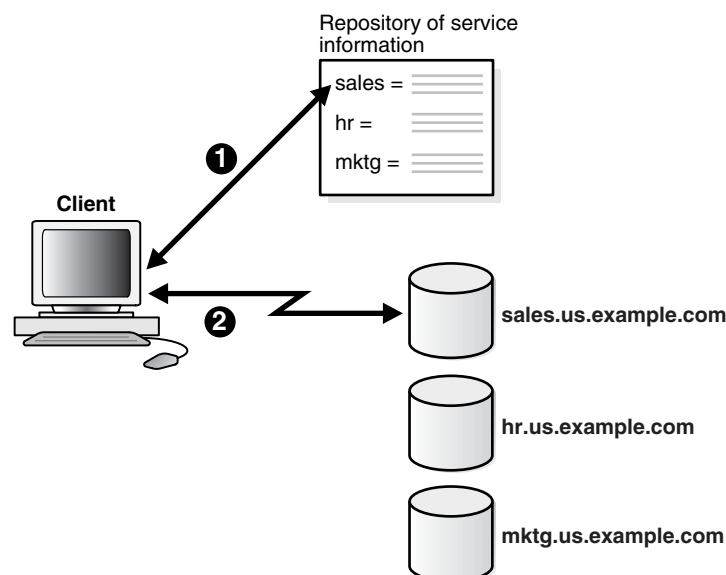 Repository of service
information
sales =
hr =
mktg =
1
Client
2
sales.us.example.com
hr.us.example.com
mktg.us.example.com